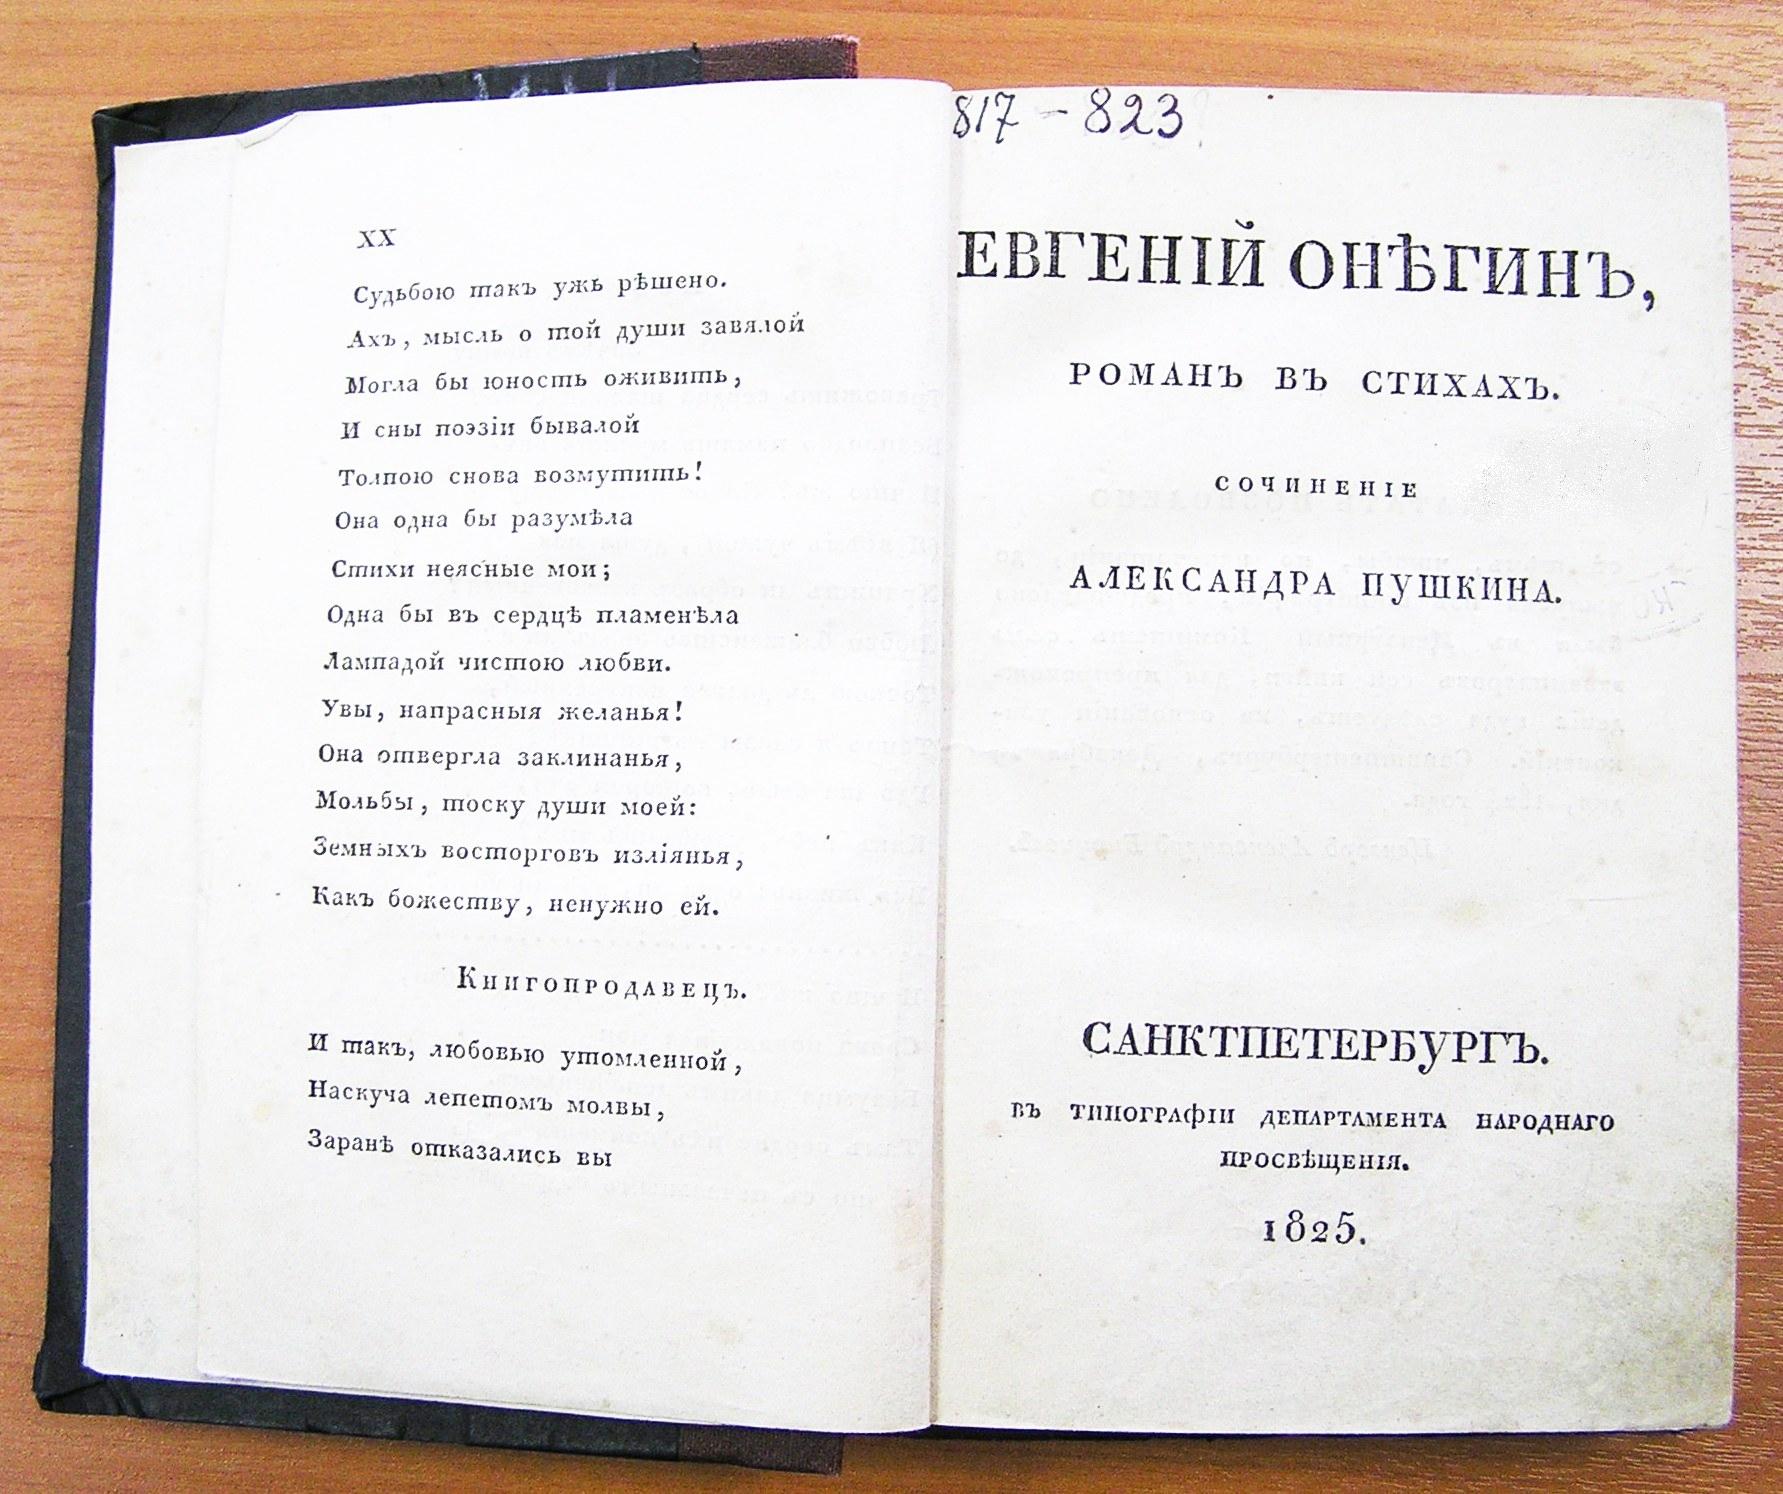 XX
Судьбою такъ ужь рѣшено.
Ахъ, мысль о той души завялой
Могла бы юность оживить,
И сны поэзіи бывалой
Толпою снова возмутить!
Она одна бы разумѣла
Стихи неясные мои;
Одна бы въ сердцѣ пламенѣла
Лампадой чистою любви.
Увы, напрасныя желанья!
Она отвергла заклинанья,
Мольбы, тоску души моей:
Земныхъ восторговъ изліянья,
Какъ божеству, ненужно ей.
Книгопродавецъ.
И такъ, любовью утомленной,
Наскуча лепетомъ молвы,
Заранѣ отказались вы
817 - 823
ЕВГЕНІЙ ОНѢГИНЪ,
РОМАНЪ ВЪ СТИХАХЪ.
СОЧИНЕНІЕ
АЛЕКСАНДРА ПУШКИНА.
САНКТПЕТЕРБУРГЪ.
ВЪ ТИПОГРАФІИ ДЕПАРТАМЕНТА НАРОДНАГО
ПРОСВѢЩЕНІЯ.
1825.